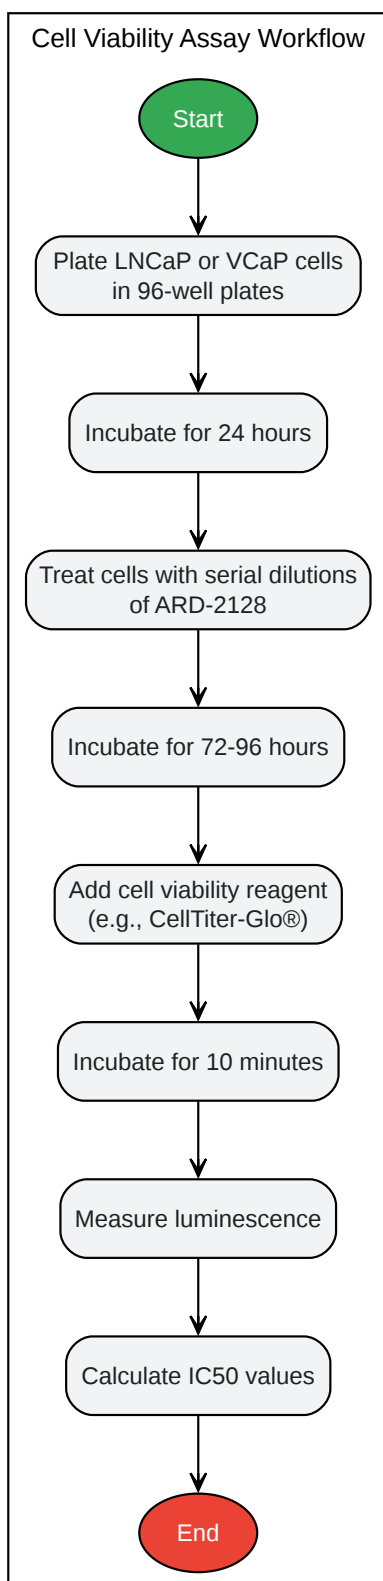 Cell Viability Assay Workflow
Start
Plate LNCaP or VCaP cells
in 96-well plates
Incubate for 24 hours
Treat cells with serial dilutions
of ARD-2128
Incubate for 72-96 hours
Add cell viability reagent
(e.g., CellTiter-Glo®)
Incubate for 10 minutes
Measure luminescence
Calculate IC50 values
End